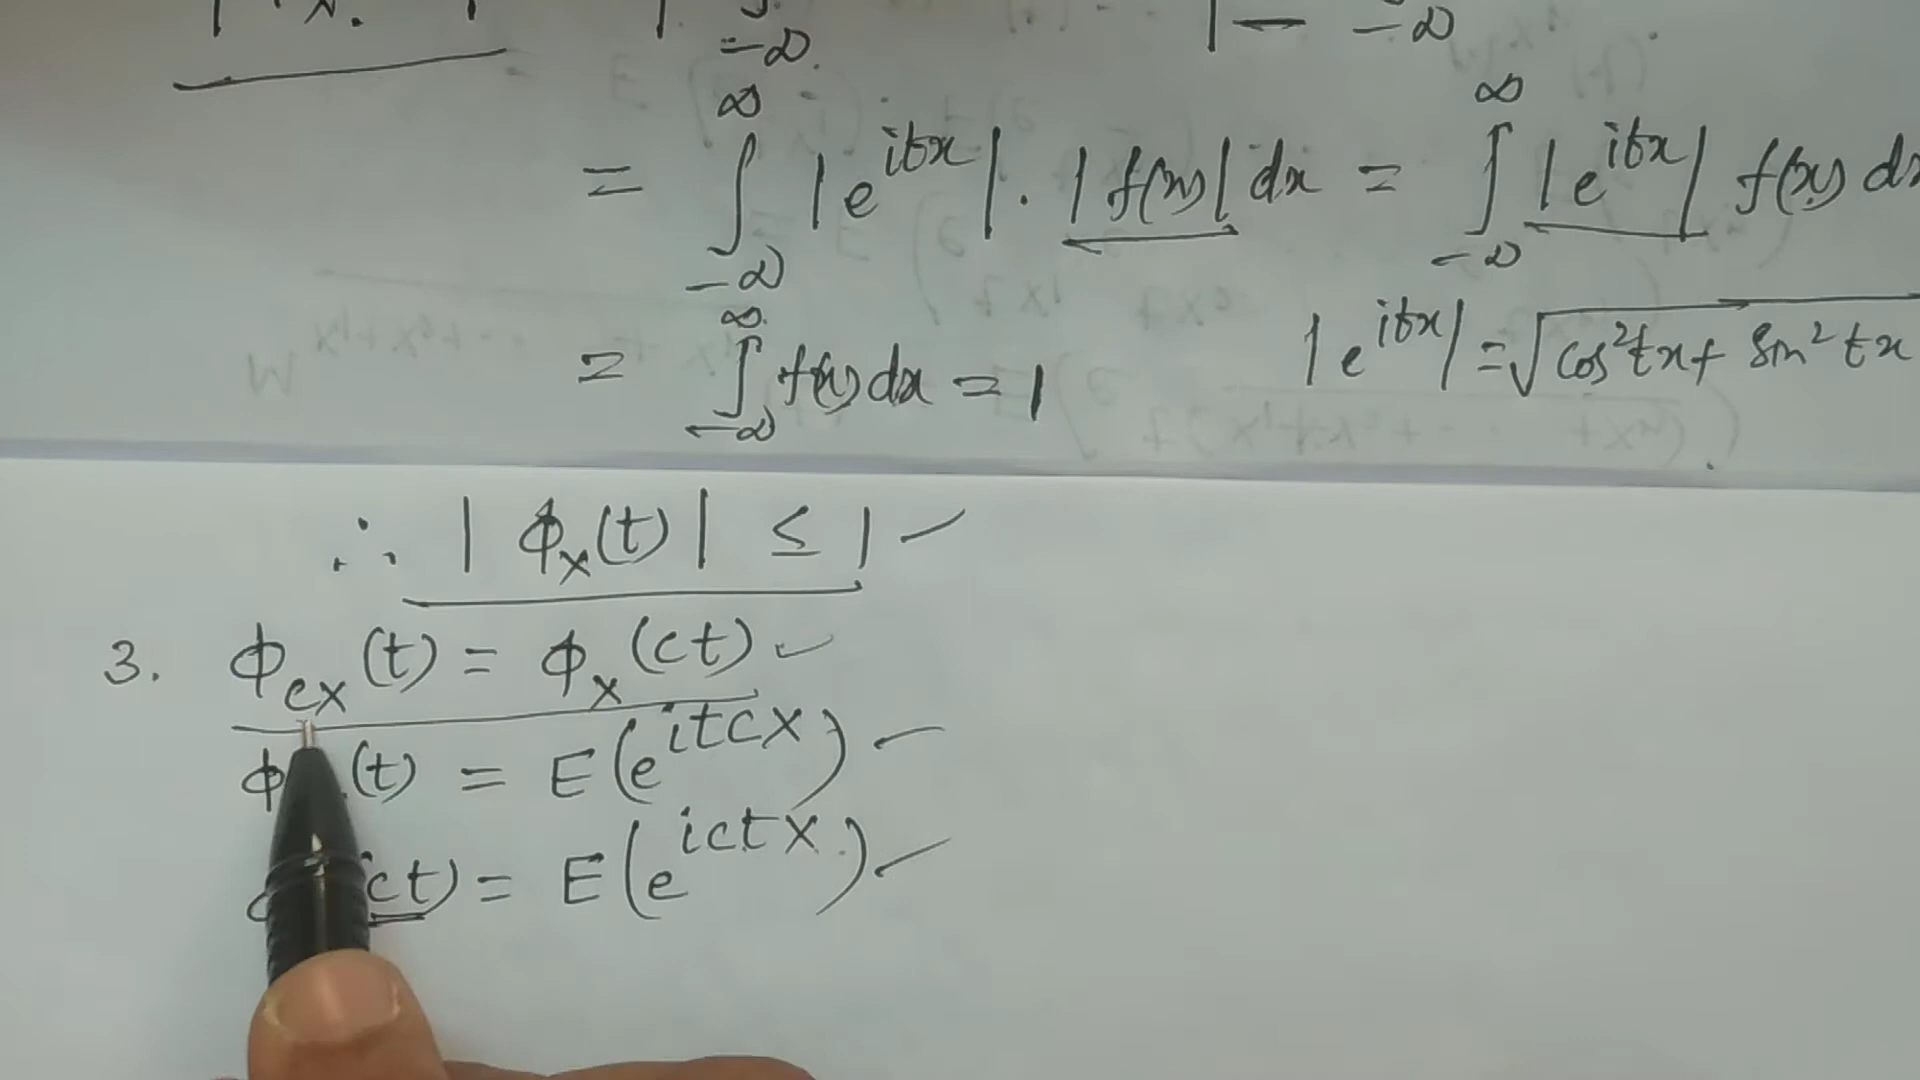 −∞ | − −∞
= ∫_{−∞}^{∞} |e^{itx}| . |f(x)| dx = ∫_{−∞}^{∞} |e^{itx}| f(x) dx
= ∫_{−∞}^{∞} f(x) dx = 1 |e^{itx}| = √(cos²tx + sin²tx
∴ |ϕ_X(t)| ≤ 1
3. ϕ_{cX}(t) = ϕ_X(ct)
ϕ (t) = E(e^{itcX})
ct) = E(e^{ictX})